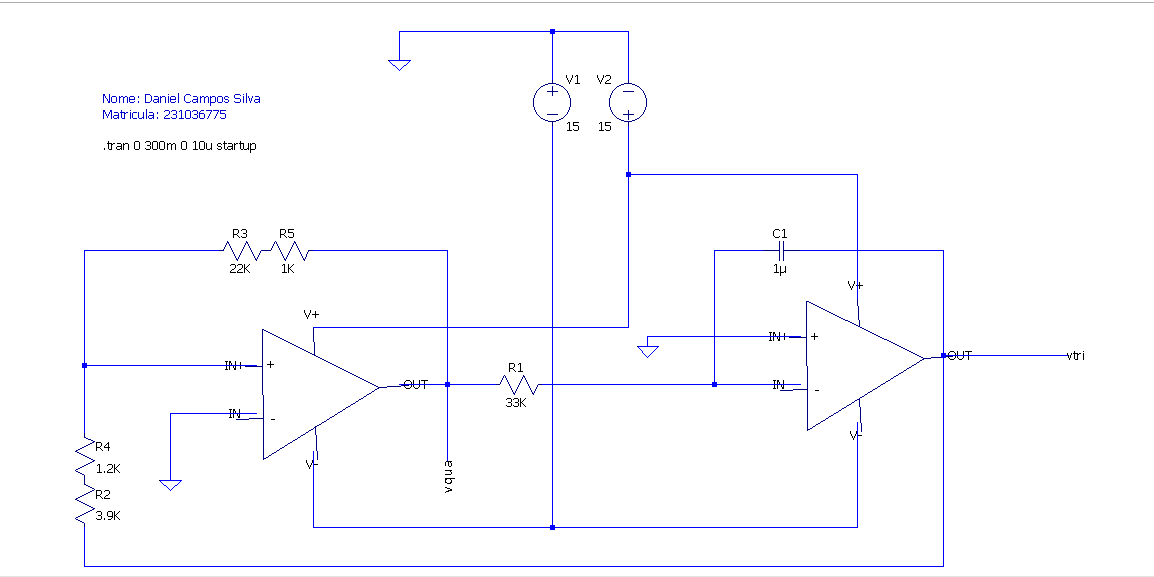 V1
V2
15
15
Nome: Daniel Campos Silva
Matricula: 231036775
.tran 0 300m 0 10u startup
R3
R5
22K
1K
C1
1µ
V+
V+
IN+
+
IN
-
OUT
V-
R1
33K
IN+
+
IN
-
OUT
vtri
V-
R4
1.2K
R2
3.9K
vqua